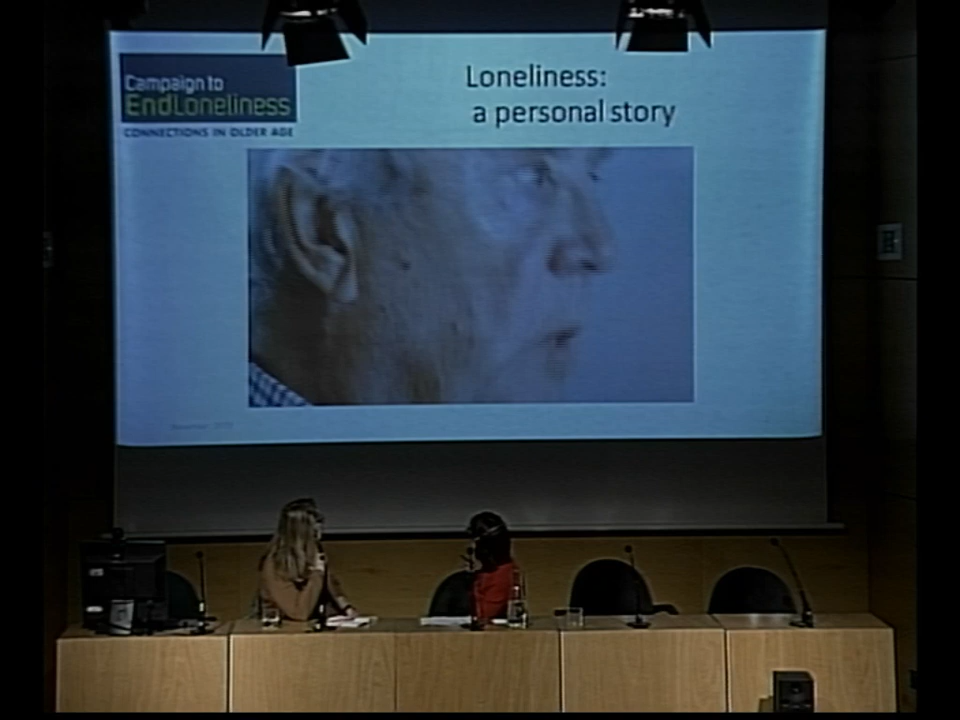 Campaign to
EndLoneliness
CONNECTIONS IN OLDER AGE
Loneliness:
a personal story